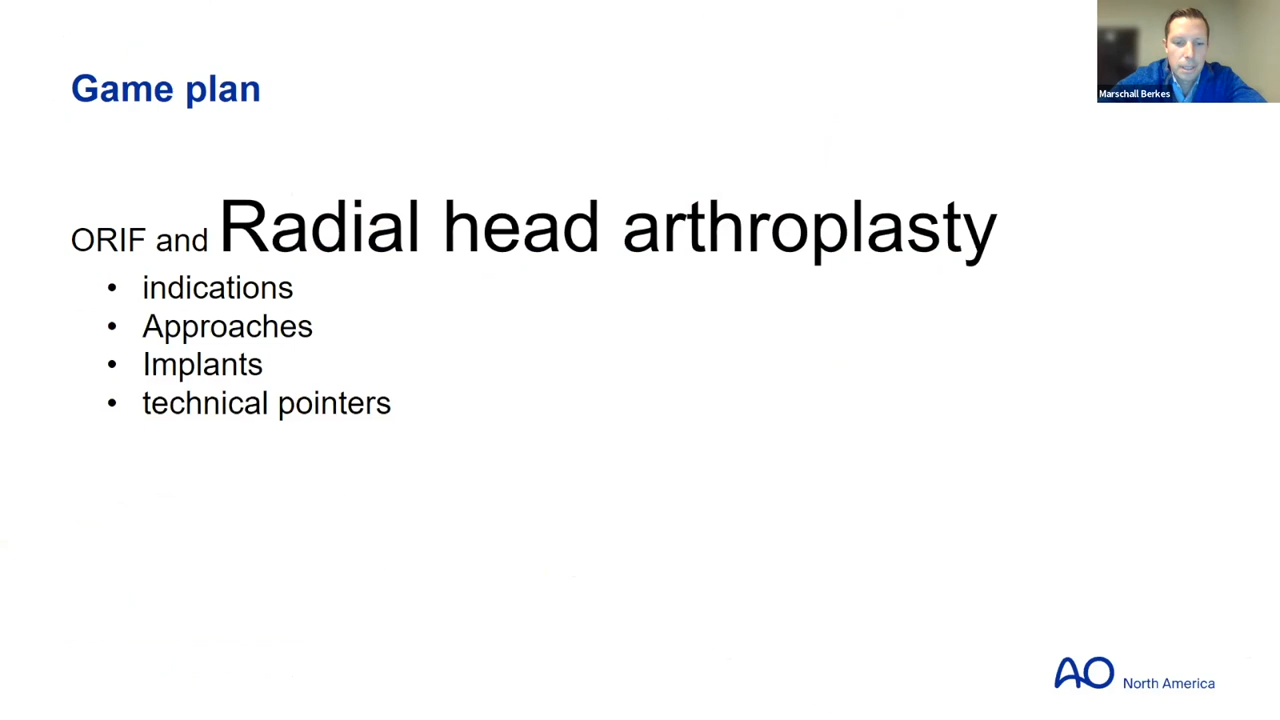 Marschall Berkes
Game plan
ORIF and Radial head arthroplasty
• indications
• Approaches
• Implants
• technical pointers
AO North America